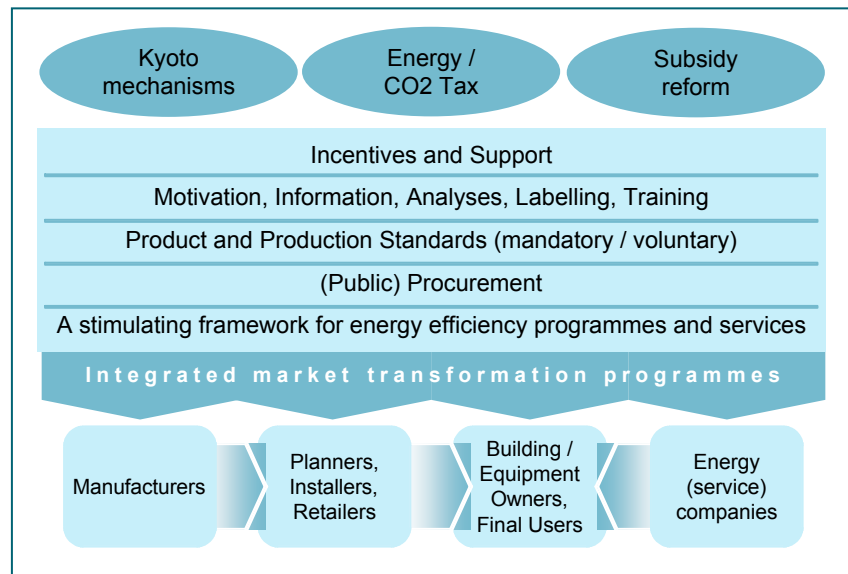 Kyoto
mechanisms
Energy /
CO2 Tax
Subsidy
reform
Incentives and Support
Motivation, Information, Analyses, Labelling, Training
Product and Production Standards (mandatory / voluntary)
(Public) Procurement
A stimulating framework for energy efficiency programmes and services
Integrated market transformation programmes
Manufacturers
Planners,
Installers,
Retailers
Building /
Equipment
Owners,
Final Users
Energy
(service)
companies